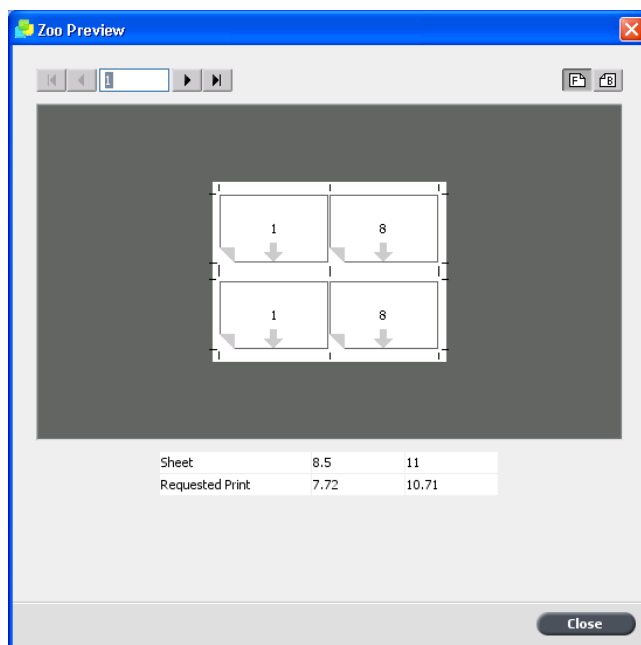 Zoo Preview
1
F B
1 8
1 8
Sheet 8.5 11
Requested Print 7.72 10.71
Close